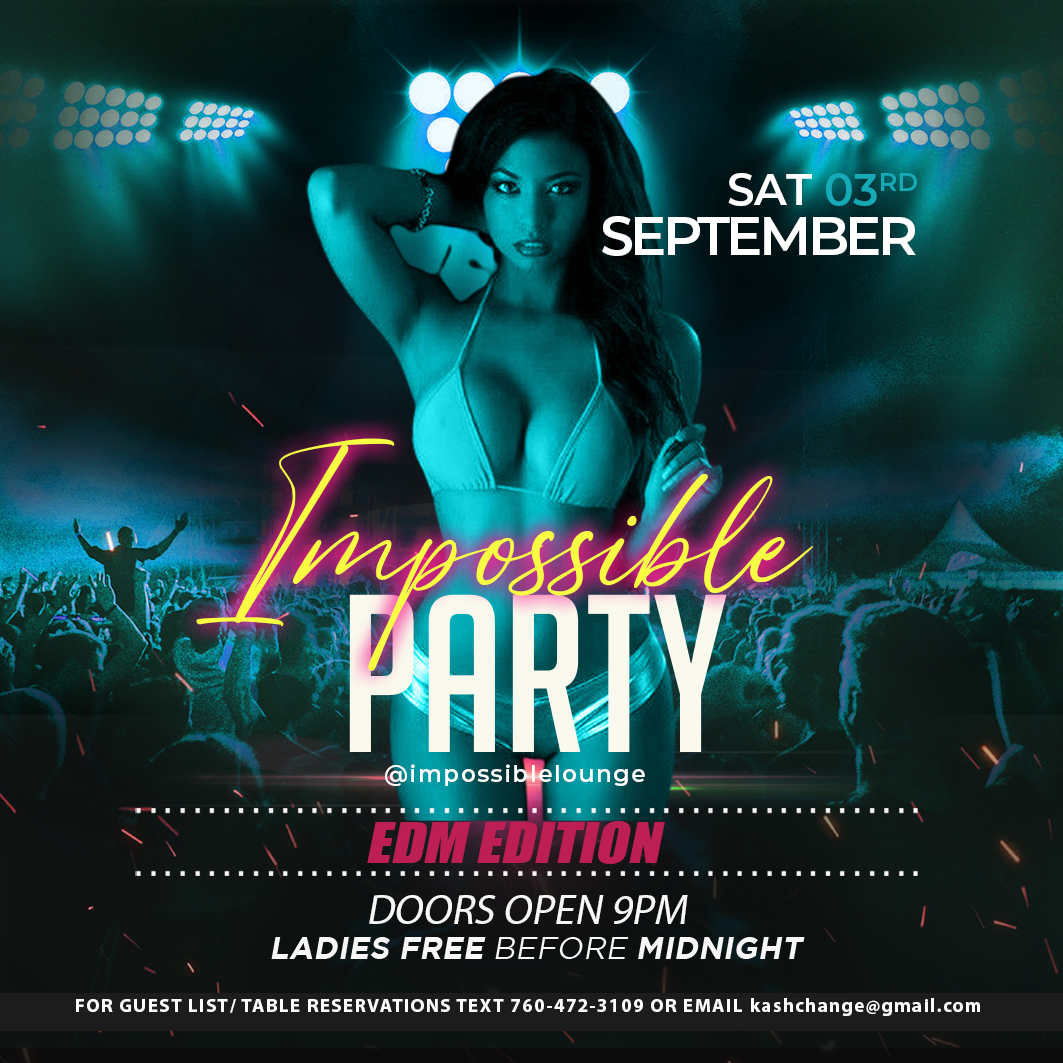 SAT 03RD
SEPTEMBER
Impossible
PARTY
@impossiblelounge
EDM EDITION
DOORS OPEN 9PM
LADIES FREE BEFORE MIDNIGHT
FOR GUEST LIST/ TABLE RESERVATIONS TEXT 760-472-3109 OR EMAIL kashchange@gmail.com